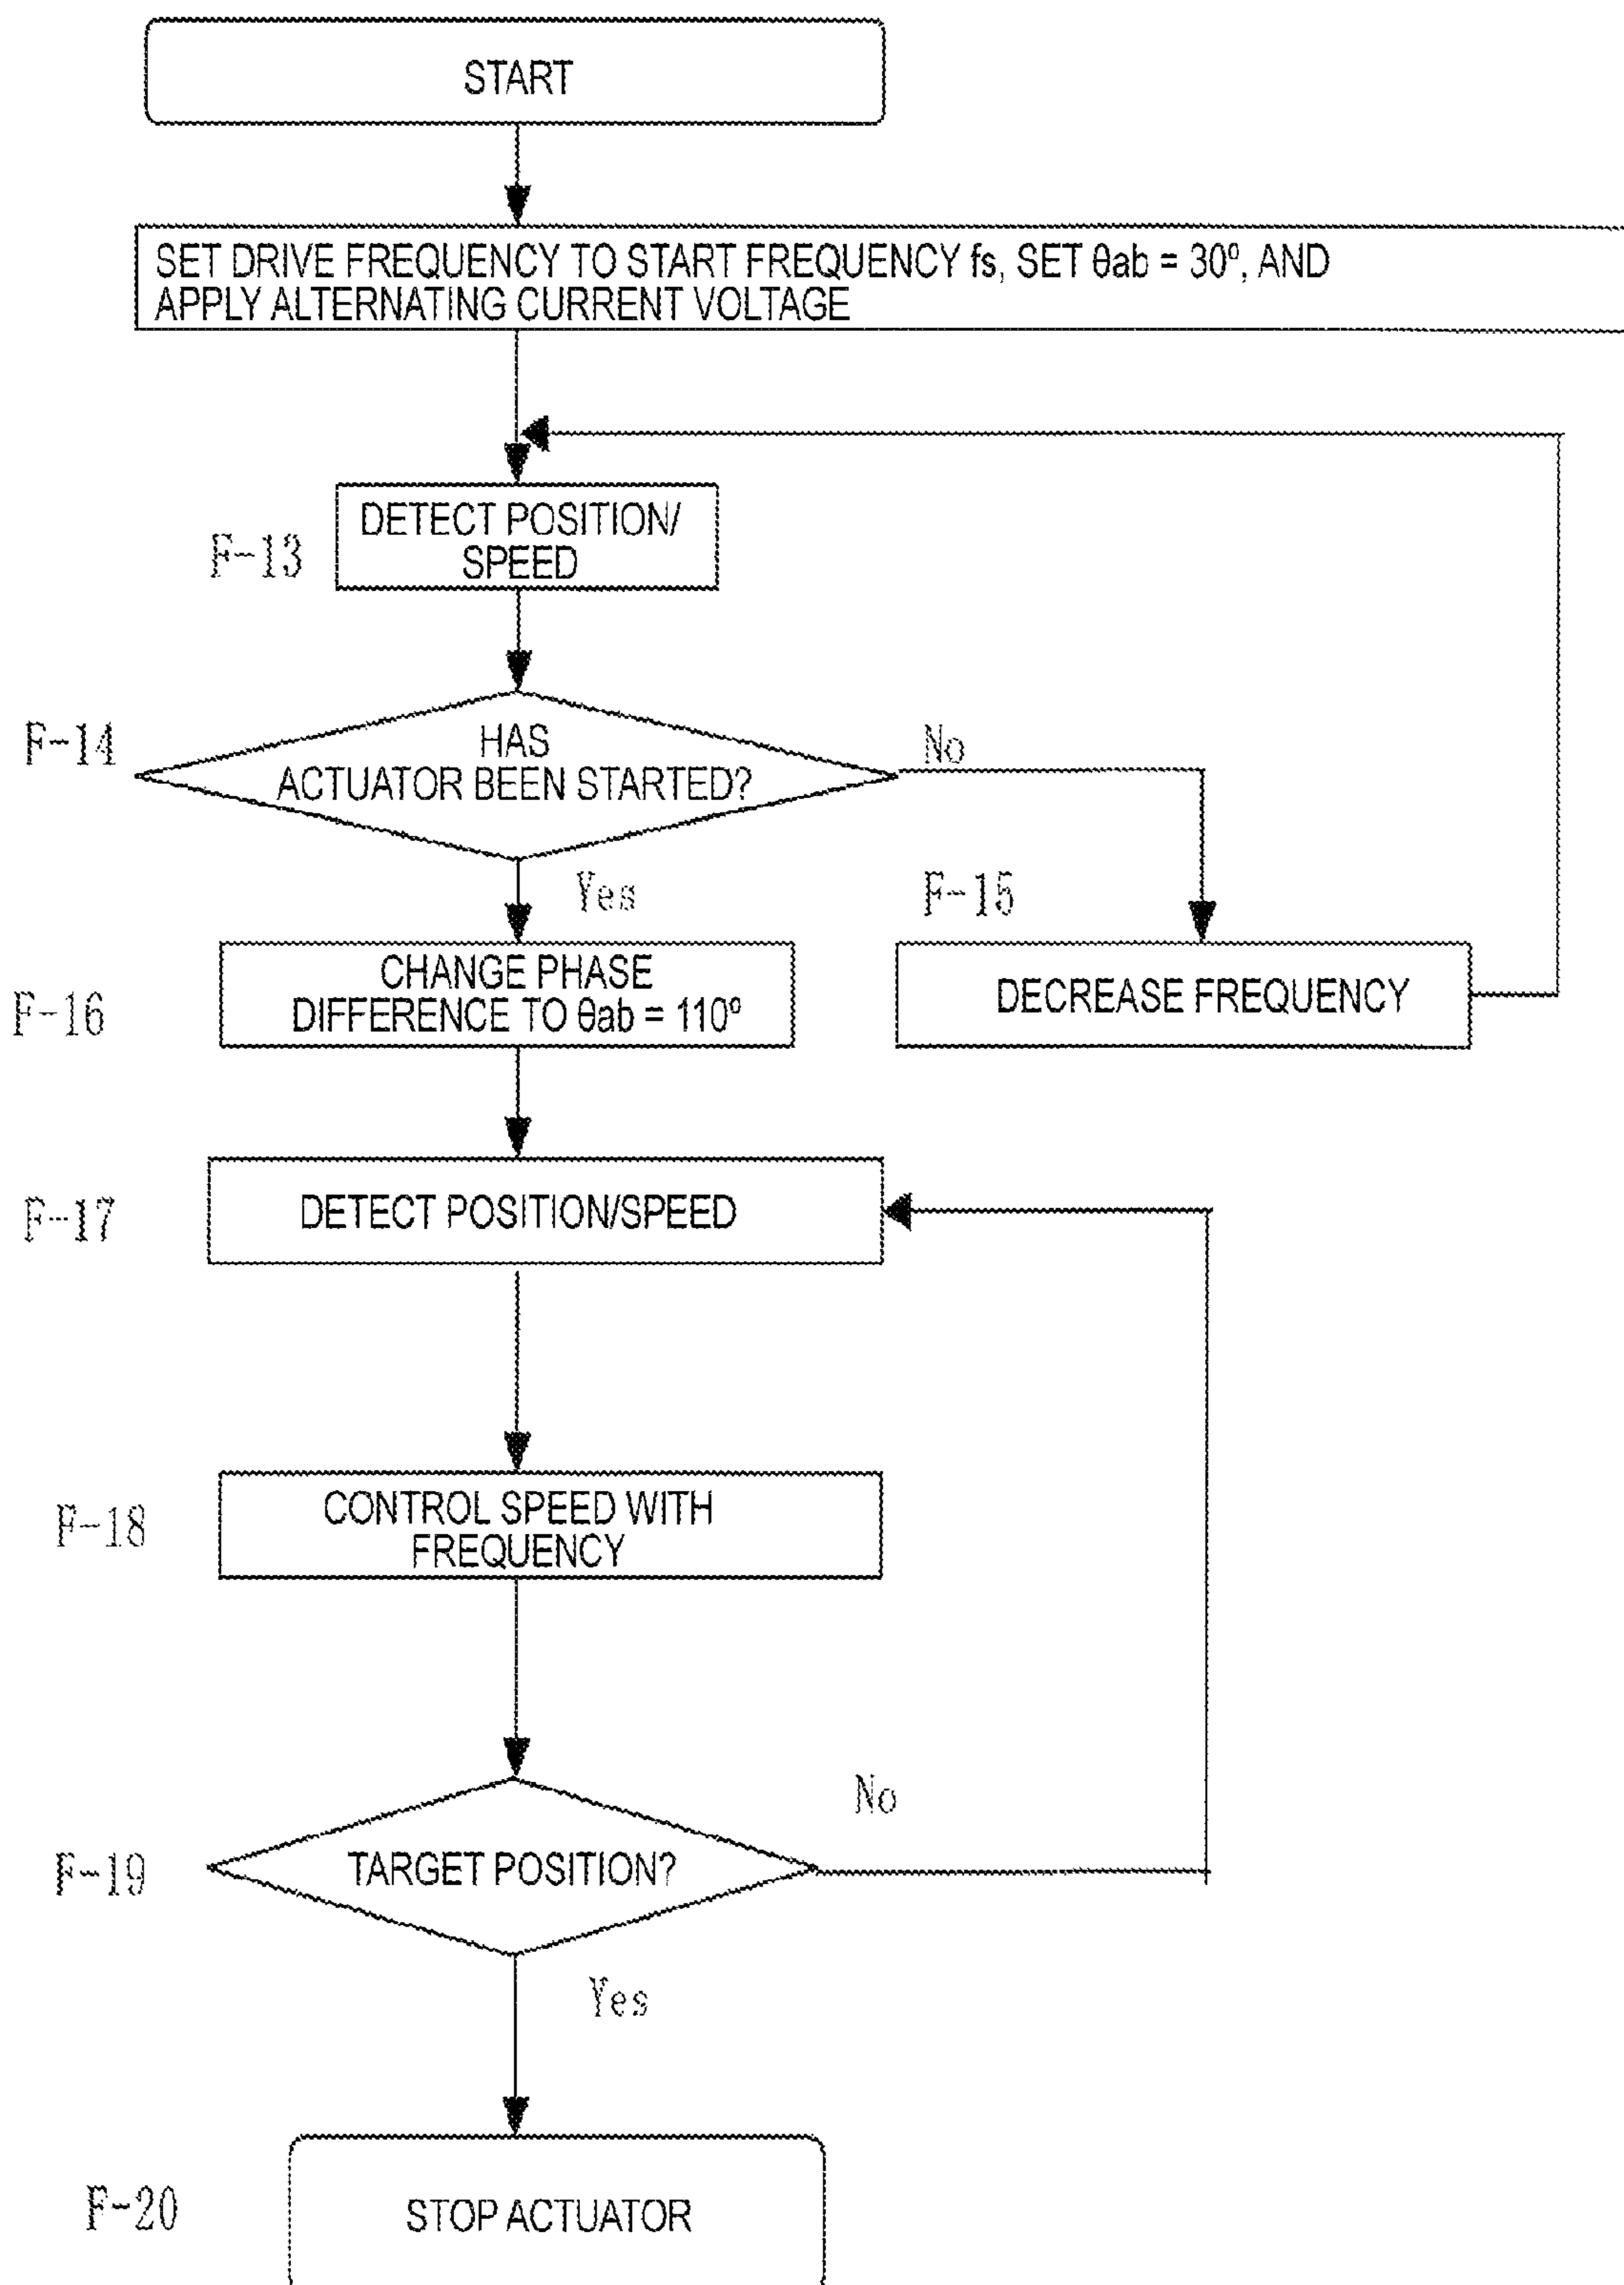 START
SET DRIVE FREQUENCY TO START FREQUENCY fs, SET θab = 30º, AND
APPLY ALTERNATING CURRENT VOLTAGE
F-13
DETECT POSITION/
SPEED
F-14
HAS
ACTUATOR BEEN STARTED?
No
Yes
F-15
F-16
CHANGE PHASE
DIFFERENCE TO θab = 110º
DECREASE FREQUENCY
F-17
DETECT POSITION/SPEED
F-18
CONTROL SPEED WITH
FREQUENCY
No
F-19
TARGET POSITION?
Yes
F-20
STOP ACTUATOR